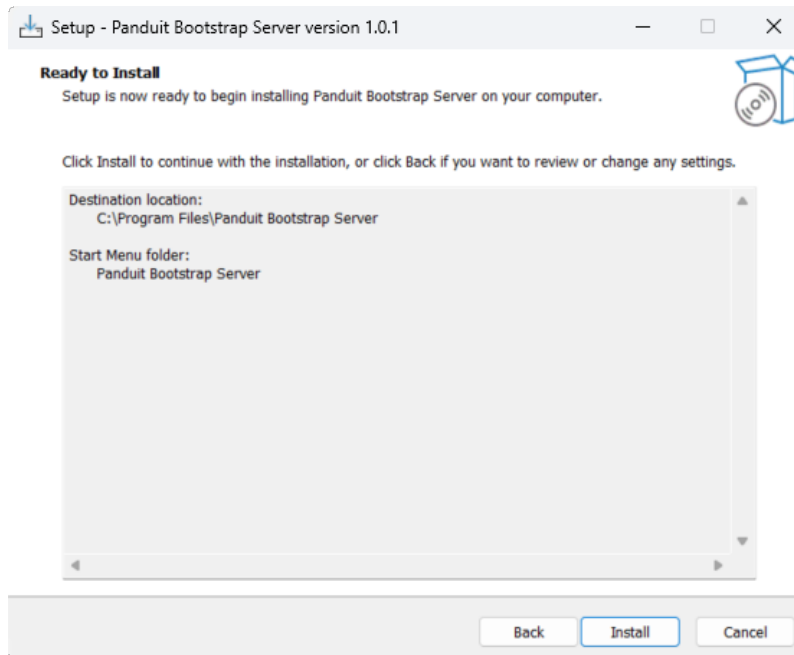 Setup - Panduit Bootstrap Server version 1.0.1
Ready to Install
Setup is now ready to begin installing Panduit Bootstrap Server on your computer.
Click Install to continue with the installation, or click Back if you want to review or change any settings.
Destination location:
C:\Program Files\Panduit Bootstrap Server
Start Menu folder:
Panduit Bootstrap Server
Back
Install
Cancel